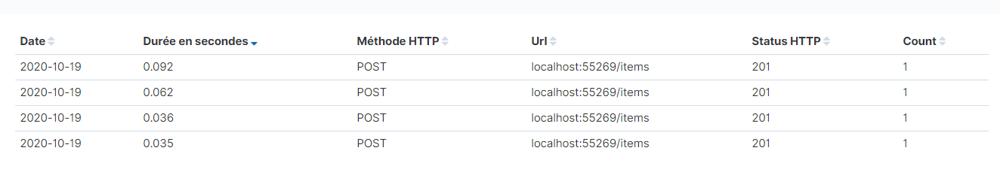 Date Durée en secondes Méthode HTTP Url Status HTTP Count
2020-10-19 0.092 POST localhost:55269/items 201 1
2020-10-19 0.062 POST localhost:55269/items 201 1
2020-10-19 0.036 POST localhost:55269/items 201 1
2020-10-19 0.035 POST localhost:55269/items 201 1